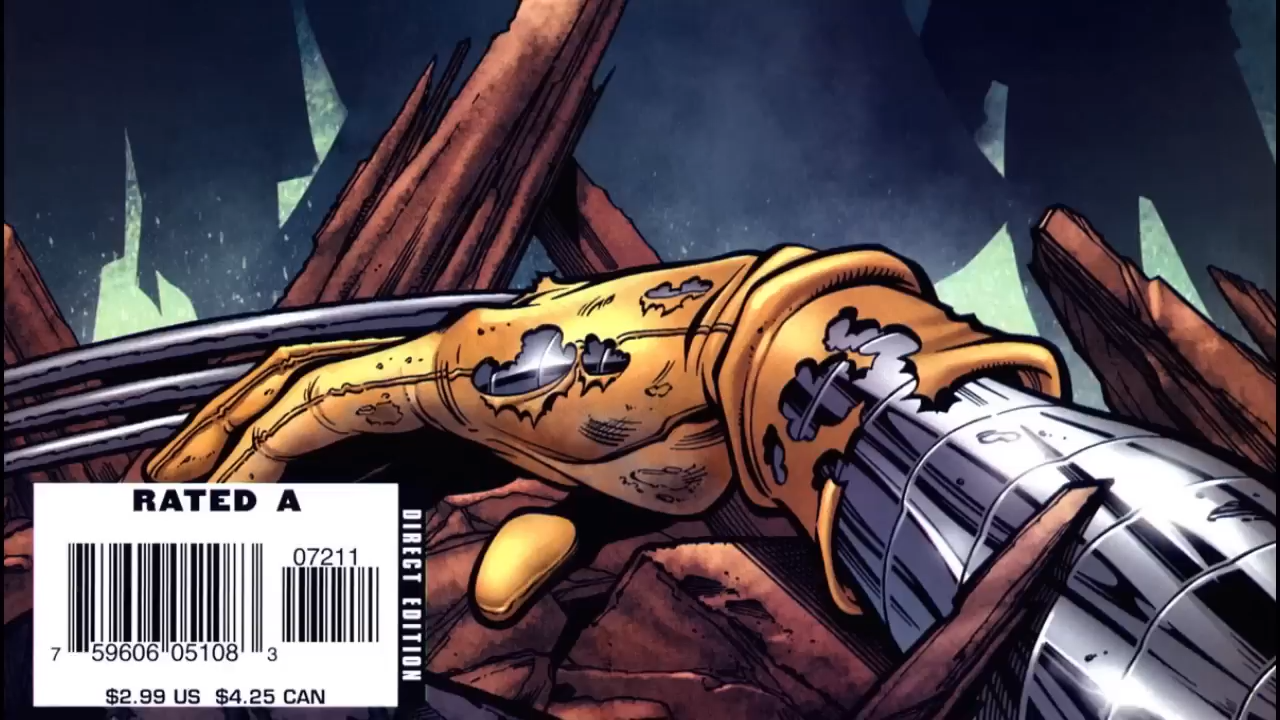 RATED A
07211
7 59606 05108 3
$2.99 US $4.25 CAN
DIRECT EDITION